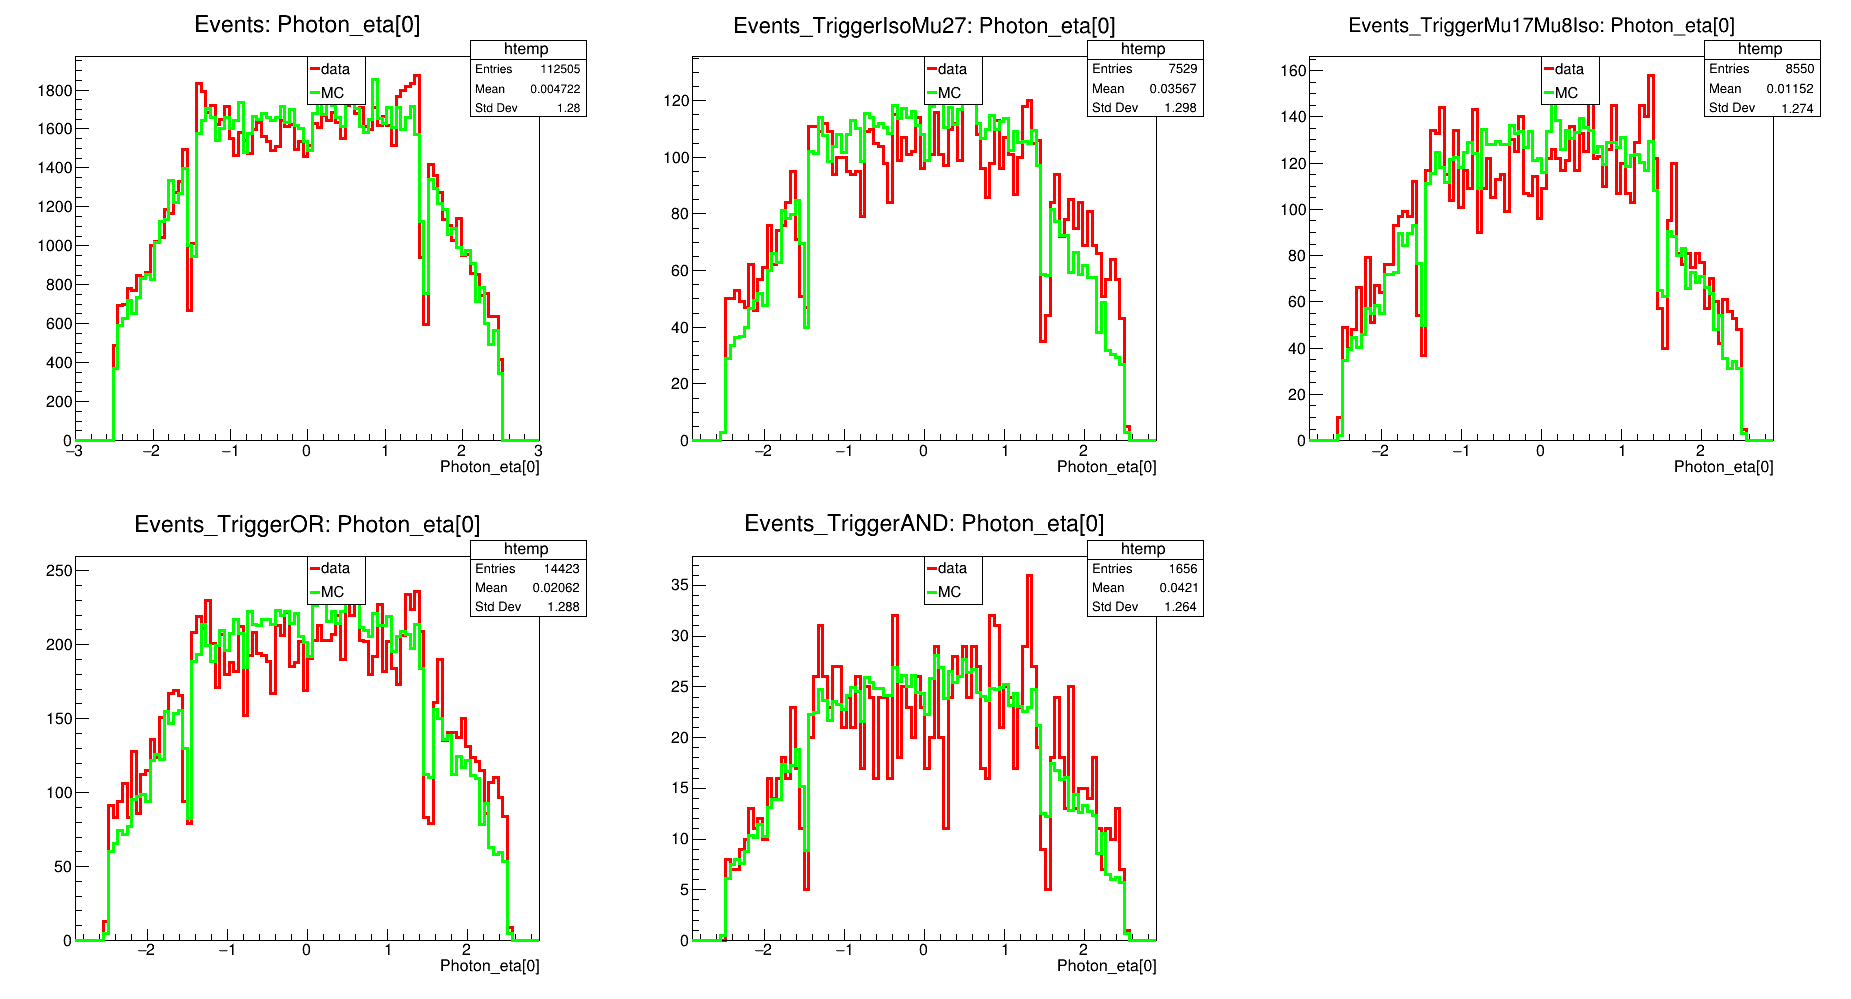 Events: Photon_eta[0]
htemp
Entries 112505
Mean 0.004722
Std Dev 1.28
data
MC
1800
1600
1400
1200
1000
800
600
400
200
0
−3 −2 −1 0 1 2 3
Photon_eta[0]
Events_TriggerIsoMu27: Photon_eta[0]
htemp
Entries 7529
Mean 0.03567
Std Dev 1.298
data
MC
120
100
80
60
40
20
0
−2 −1 0 1 2
Photon_eta[0]
Events_TriggerMu17Mu8Iso: Photon_eta[0]
htemp
Entries 8550
Mean 0.01152
Std Dev 1.274
data
MC
160
140
120
100
80
60
40
20
0
−2 −1 0 1 2
Photon_eta[0]
Events_TriggerOR: Photon_eta[0]
htemp
Entries 14423
Mean 0.02062
Std Dev 1.288
data
MC
250
200
150
100
50
0
−2 −1 0 1 2
Photon_eta[0]
Events_TriggerAND: Photon_eta[0]
htemp
Entries 1656
Mean 0.0421
Std Dev 1.264
data
MC
35
30
25
20
15
10
5
0
−2 −1 0 1 2
Photon_eta[0]